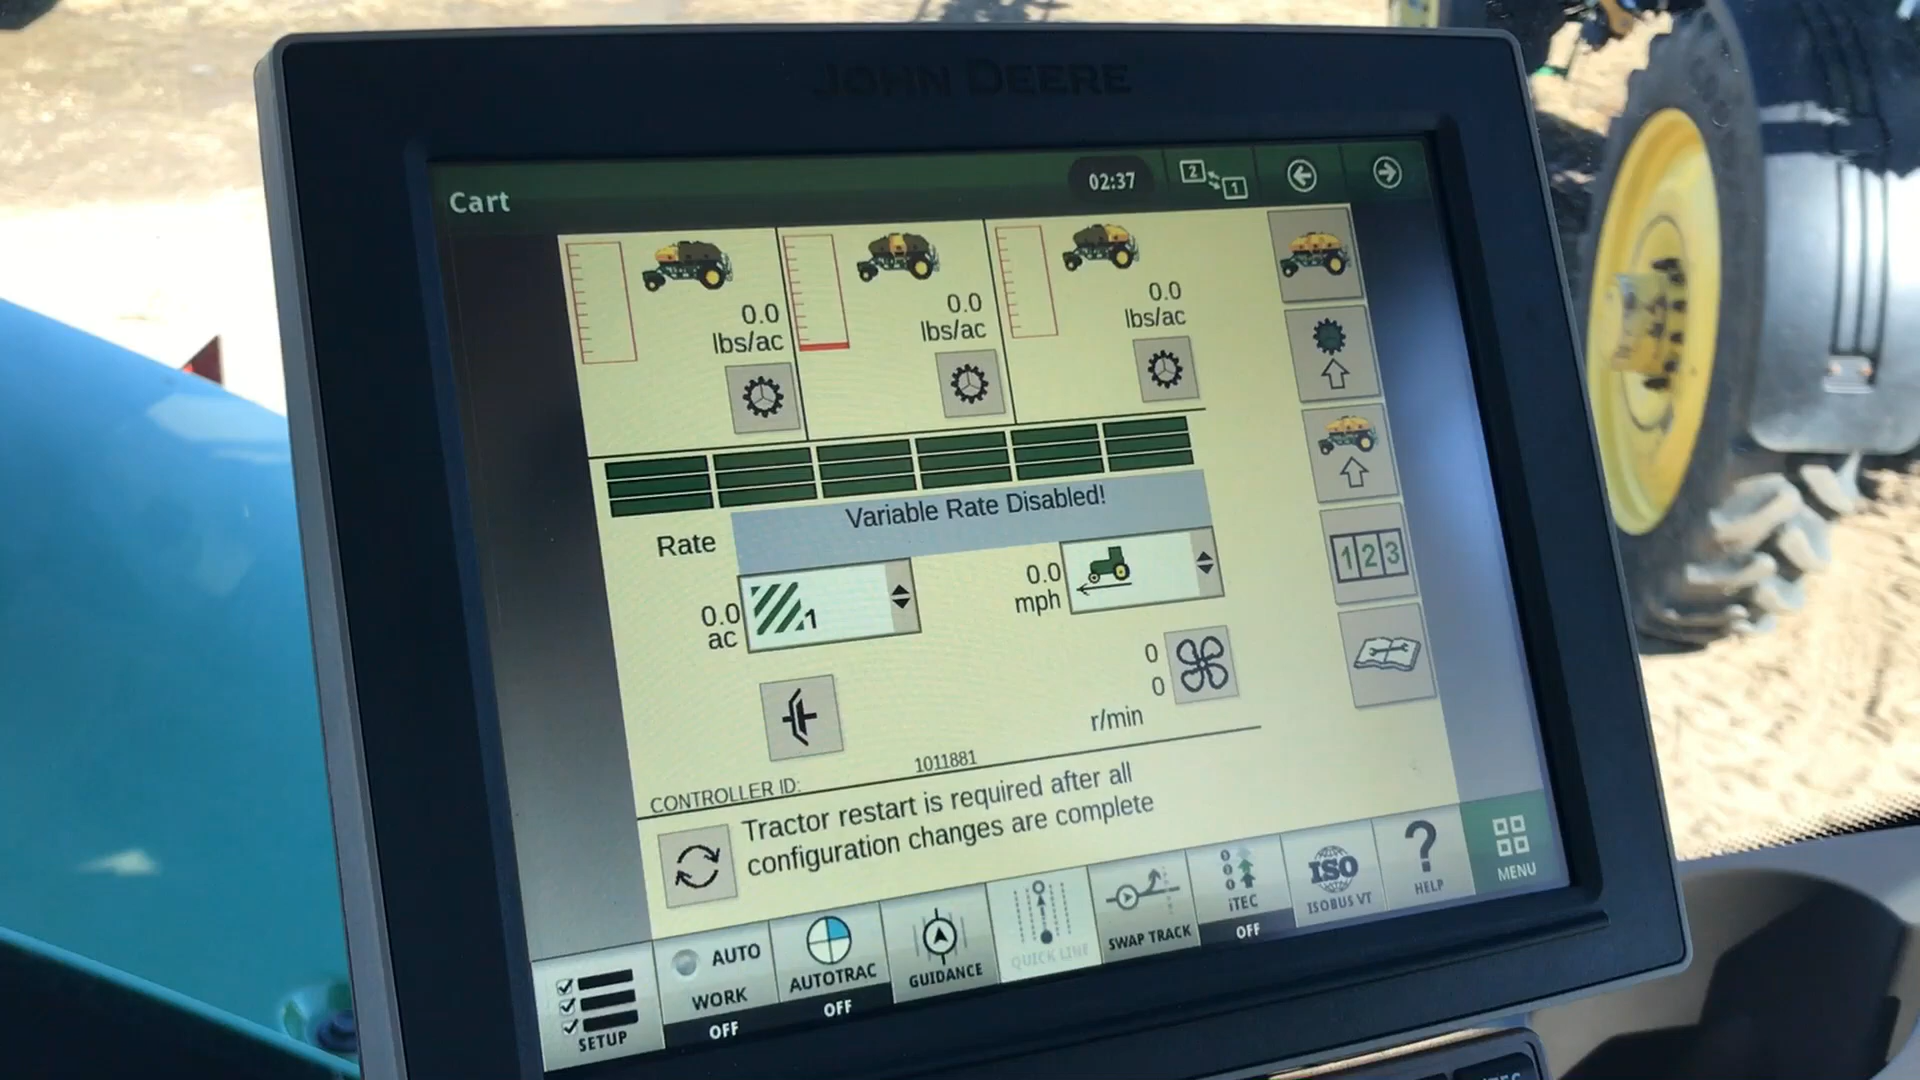 JOHN DEERE
Cart
02:37
2
1
0.0
lbs/ac
0.0
lbs/ac
0.0
lbs/ac
Variable Rate Disabled!
Rate
0.0
ac
1
0.0
mph
123
0
0
r/min
CONTROLLER ID:
1011881
Tractor restart is required after all
configuration changes are complete
SETUP
AUTO
WORK
OFF
AUTOTRAC
OFF
GUIDANCE
QUICK LINE
SWAP TRACK
iTEC
OFF
ISO
ISOBUS VT
?
HELP
MENU